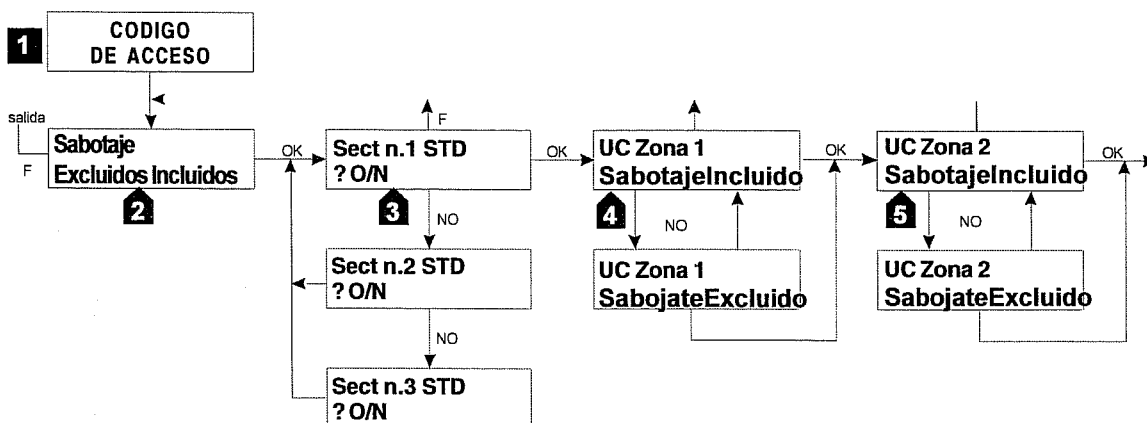 1
CODIGO
DE ACCESO
salida
F
Sabotaje
Excluidos Incluidos
2
OK
F
Sect n.1 STD
? O/N
3
OK
NO
Sect n.2 STD
? O/N
NO
Sect n.3 STD
? O/N
UC Zona 1
SabotajeIncluido
4
NO
OK
UC Zona 1
SabojateExcluido
UC Zona 2
SabotajeIncluido
5
NO
OK
UC Zona 2
SabojateExcluido